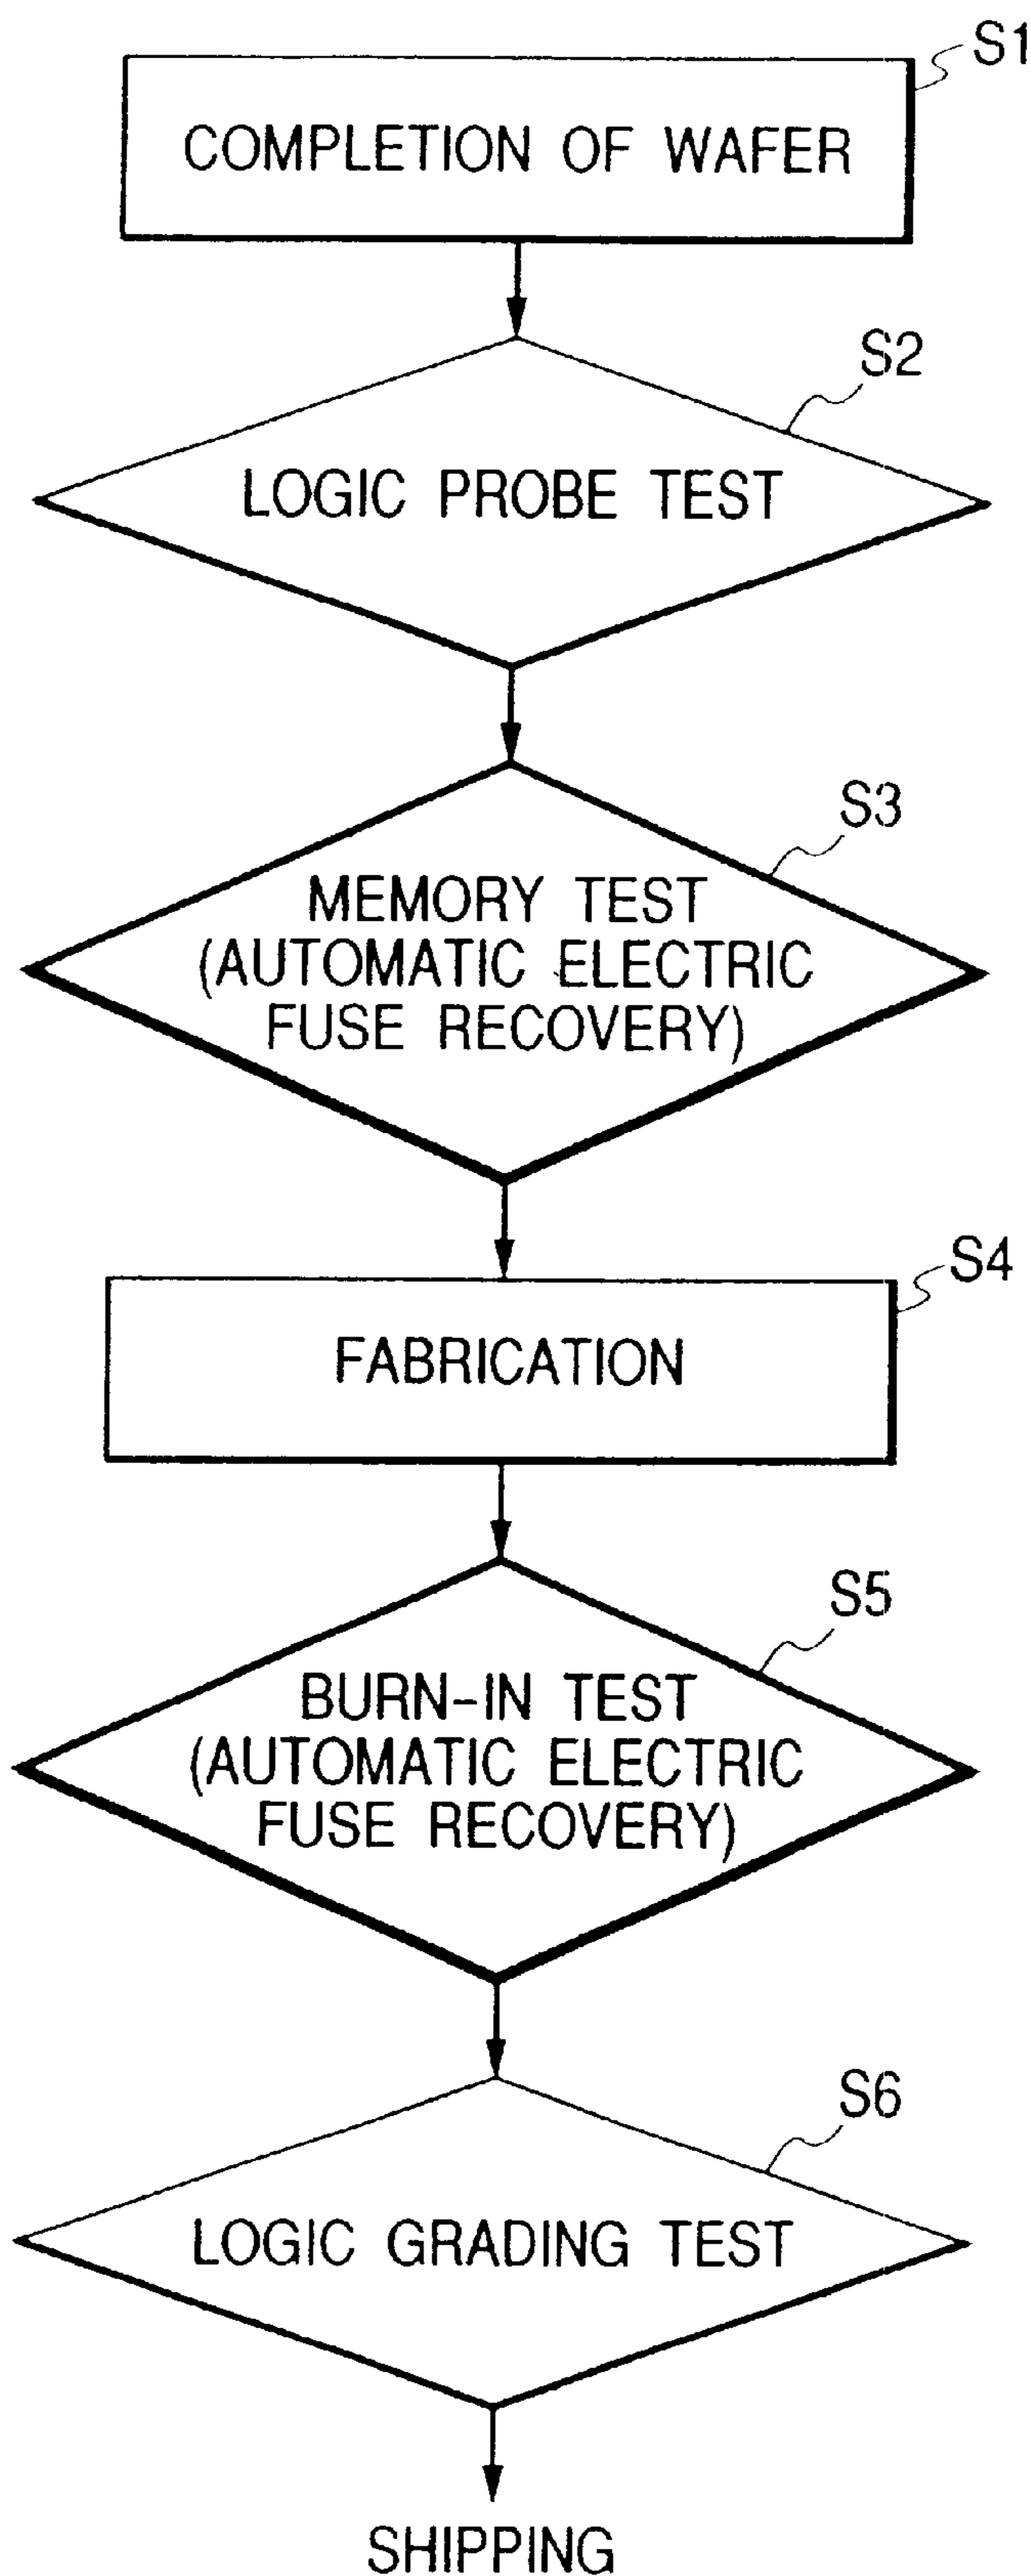 S1
COMPLETION OF WAFER
S2
LOGIC PROBE TEST
S3
MEMORY TEST
(AUTOMATIC ELECTRIC
FUSE RECOVERY)
S4
FABRICATION
S5
BURN-IN TEST
(AUTOMATIC ELECTRIC
FUSE RECOVERY)
S6
LOGIC GRADING TEST
SHIPPING